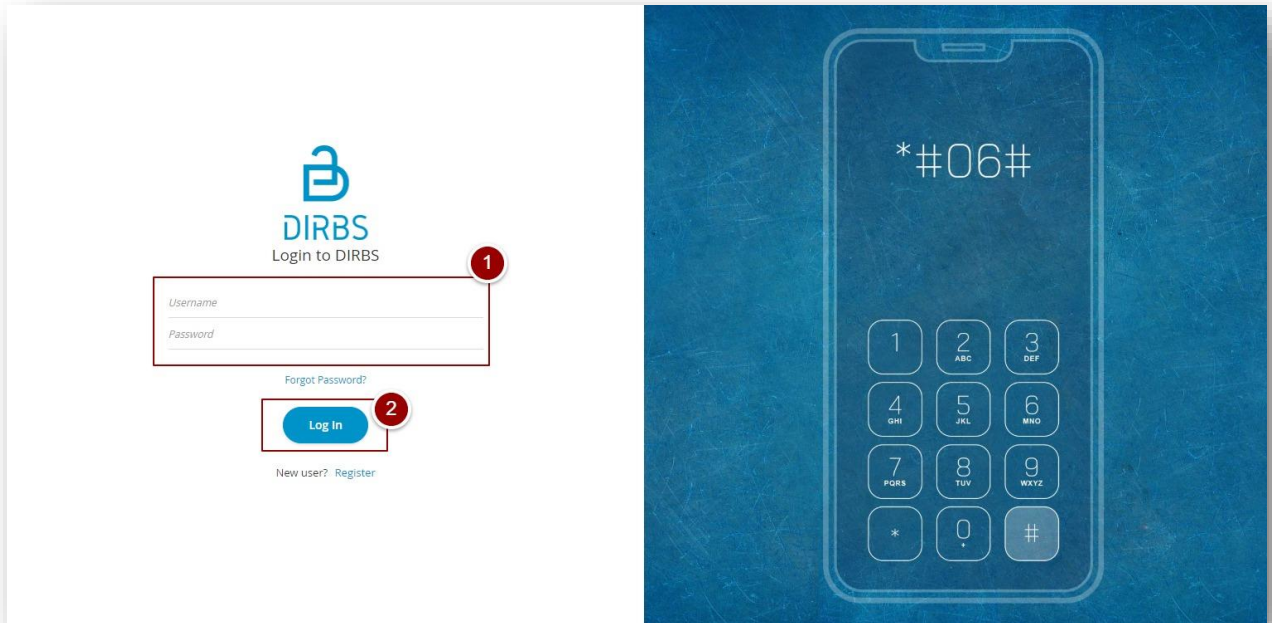 DIRBS
Login to DIRBS
1
Username
Password
Forgot Password?
2
Log In
New user? Register
*#06#
1 2 3
ABC DEF
4 5 6
GHI JKL MNO
7 8 9
PQRS TUV WXYZ
* 0 #
+